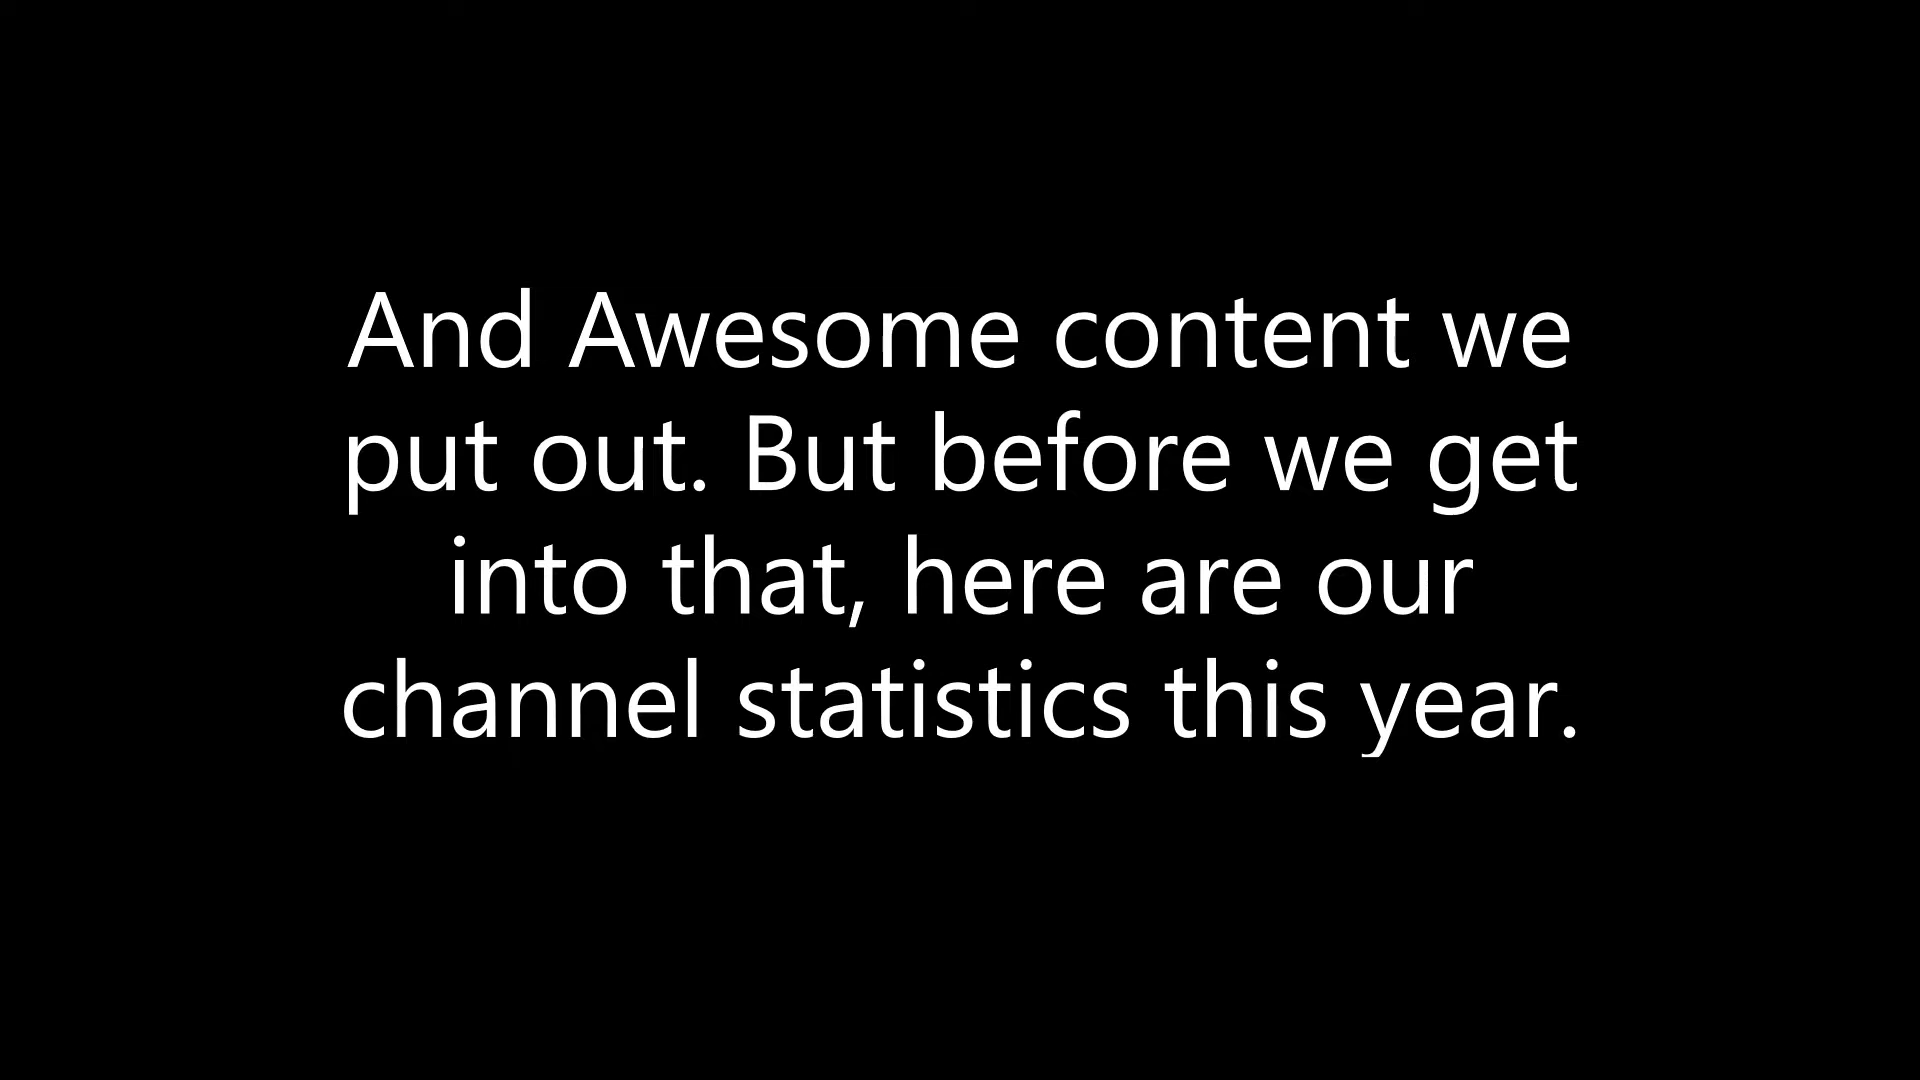 And Awesome content we
put out. But before we get
into that, here are our
channel statistics this year.